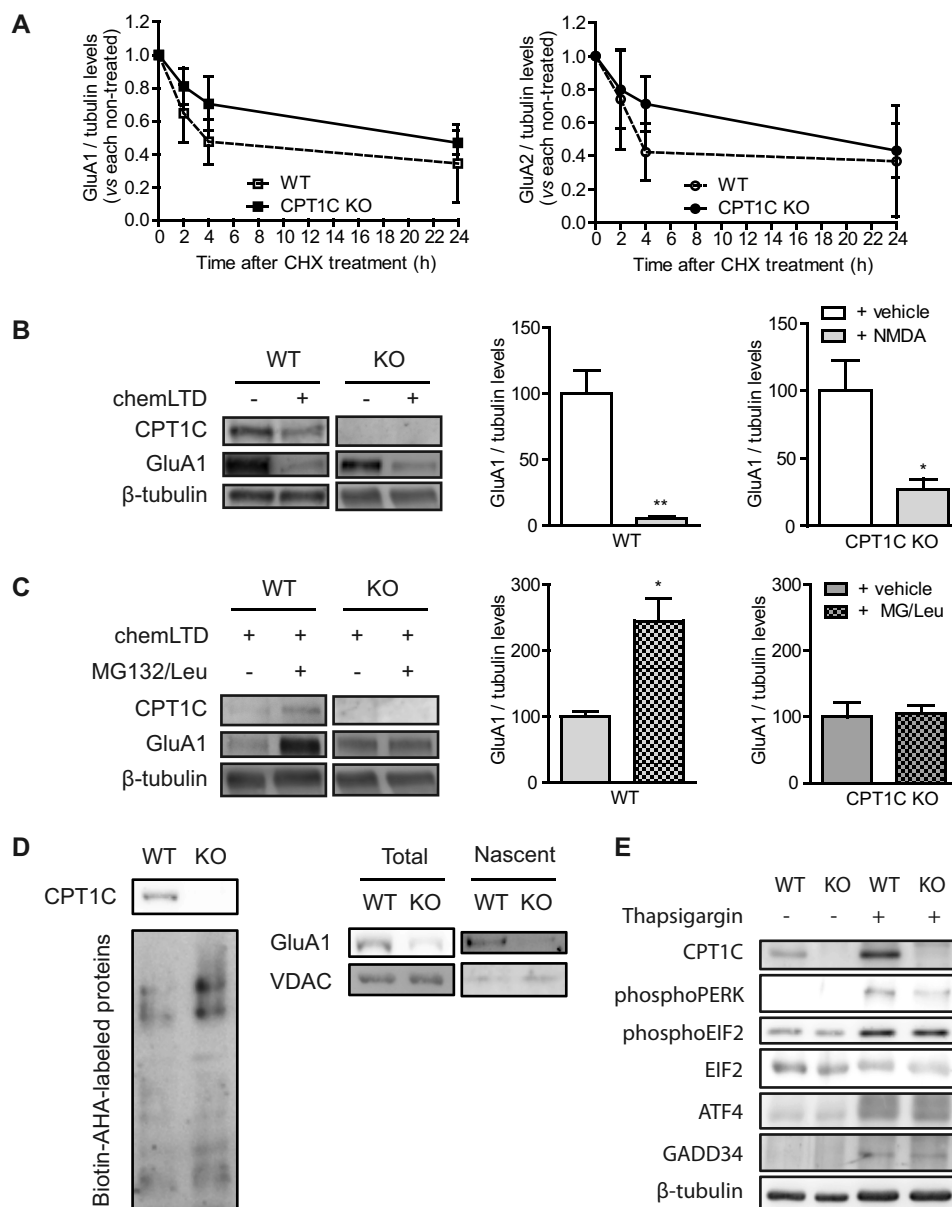 A
GluA1 / tubulin levels
(vs each non-treated)
1.2
1.0
0.8
0.6
0.4
0.2
0.0
WT
CPT1C KO
0 2 4 6 8 10 12 14 16 18 20 22 24
Time after CHX treatment (h)
GluA2 / tubulin levels
(vs each non-treated)
1.2
1.0
0.8
0.6
0.4
0.2
0.0
WT
CPT1C KO
0 2 4 6 8 10 12 14 16 18 20 22 24
Time after CHX treatment (h)
B
WT KO
chemLTD - + - +
CPT1C
GluA1
β-tubulin
GluA1 / tubulin levels
150
100
50
0
**
WT
+ vehicle
+ NMDA
GluA1 / tubulin levels
150
100
50
0
*
CPT1C KO
C
WT KO
chemLTD + + + +
MG132/Leu - + - +
CPT1C
GluA1
β-tubulin
GluA1 / tubulin levels
300
200
100
0
*
WT
+ vehicle
+ MG/Leu
GluA1 / tubulin levels
300
200
100
0
CPT1C KO
D
WT KO
CPT1C
Biotin-AHA-labeled proteins
Total Nascent
WT KO WT KO
GluA1
VDAC
E
WT KO WT KO
Thapsigargin - - + +
CPT1C
phosphoPERK
phosphoEIF2
EIF2
ATF4
GADD34
β-tubulin